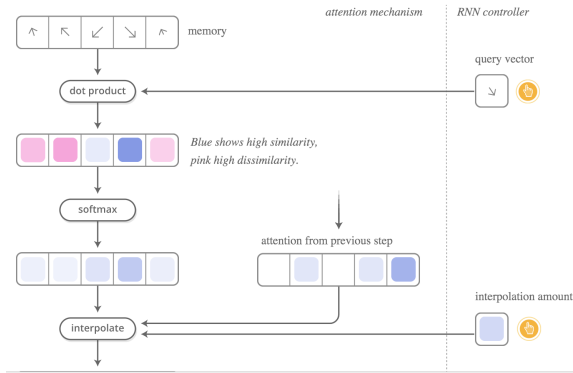 attention mechanism
RNN controller
memory
query vector
dot product
Blue shows high similarity,
pink high dissimilarity.
softmax
attention from previous step
interpolation amount
interpolate